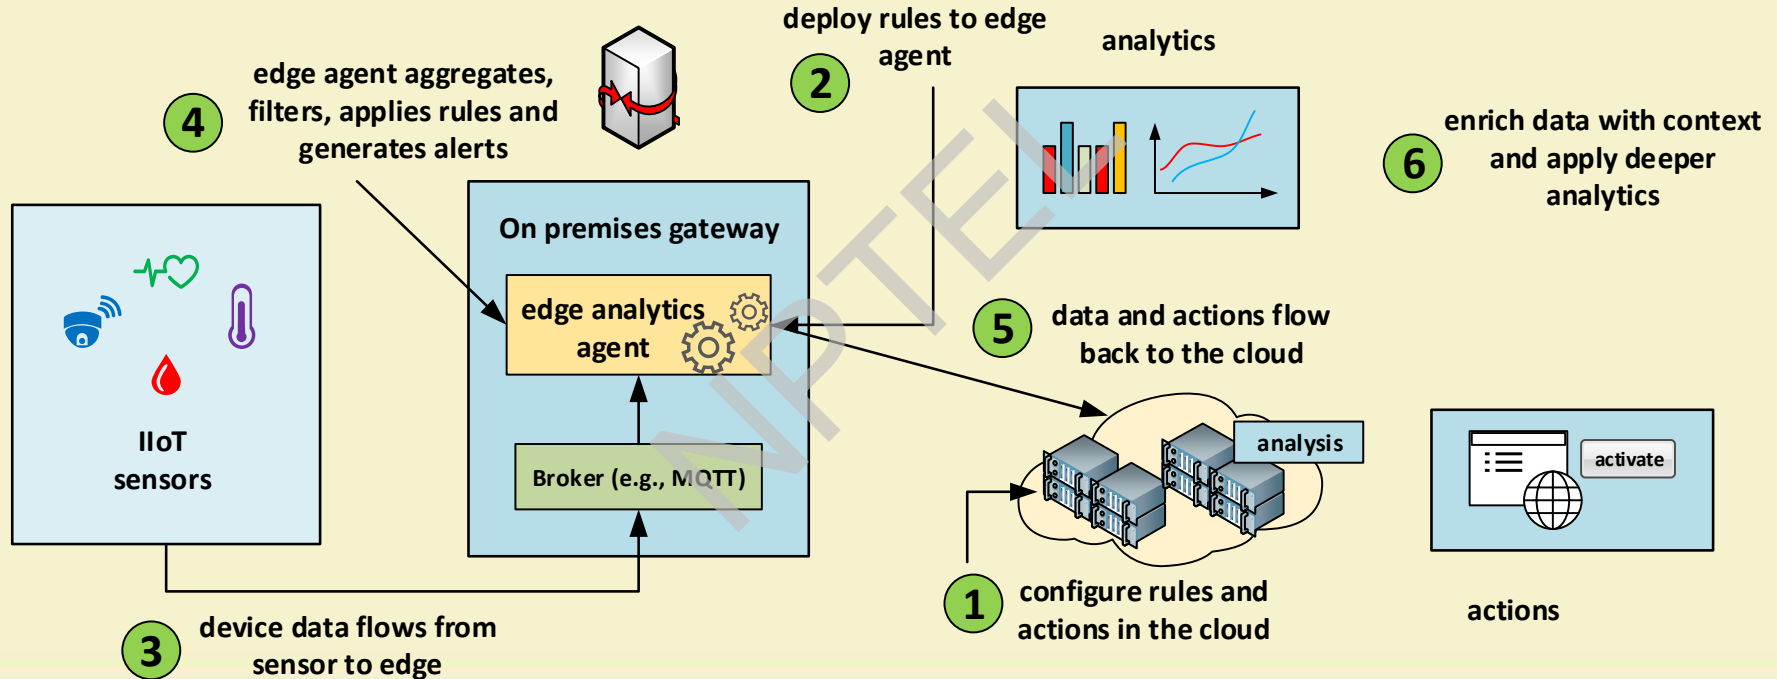 deploy rules to edge
agent
2
analytics
edge agent aggregates,
filters, applies rules and
generates alerts
4
enrich data with context
and apply deeper
analytics
6
On premises gateway
edge analytics
agent
Broker (e.g., MQTT)
IIoT
sensors
5
data and actions flow
back to the cloud
analysis
activate
1
configure rules and
actions in the cloud
actions
3
device data flows from
sensor to edge
NPTEL